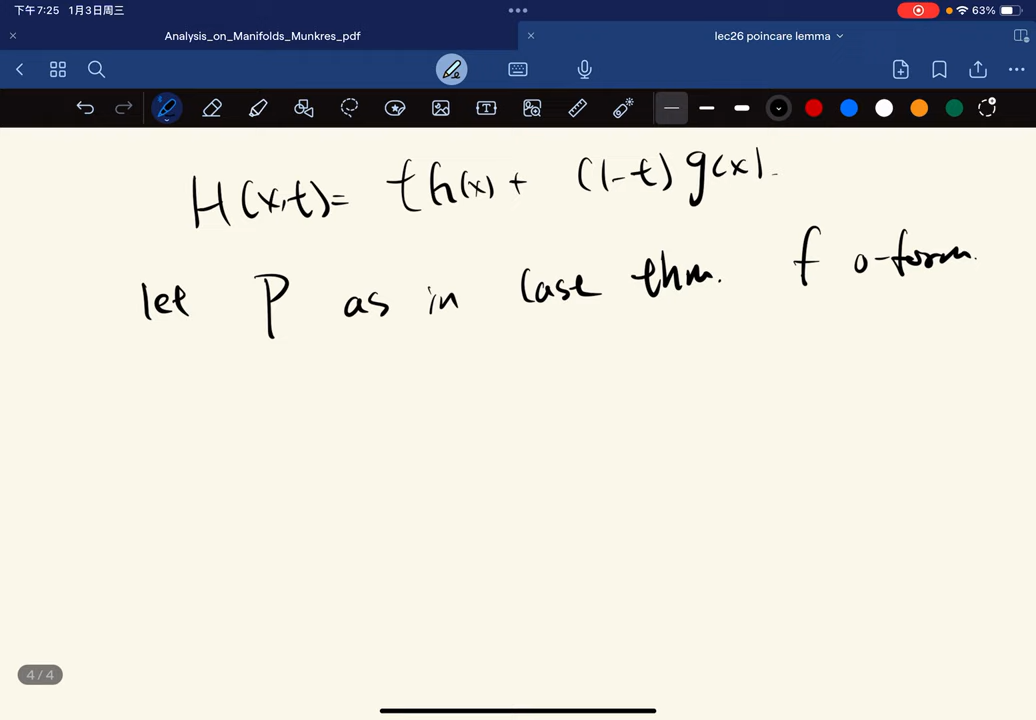 下午7:25 1月3日周三
63%
Analysis_on_Manifolds_Munkres_pdf
lec26 poincare lemma
H(x,t)= th(x) + (1-t)g(x).
let P as in case thm. f 0-form.
4 / 4